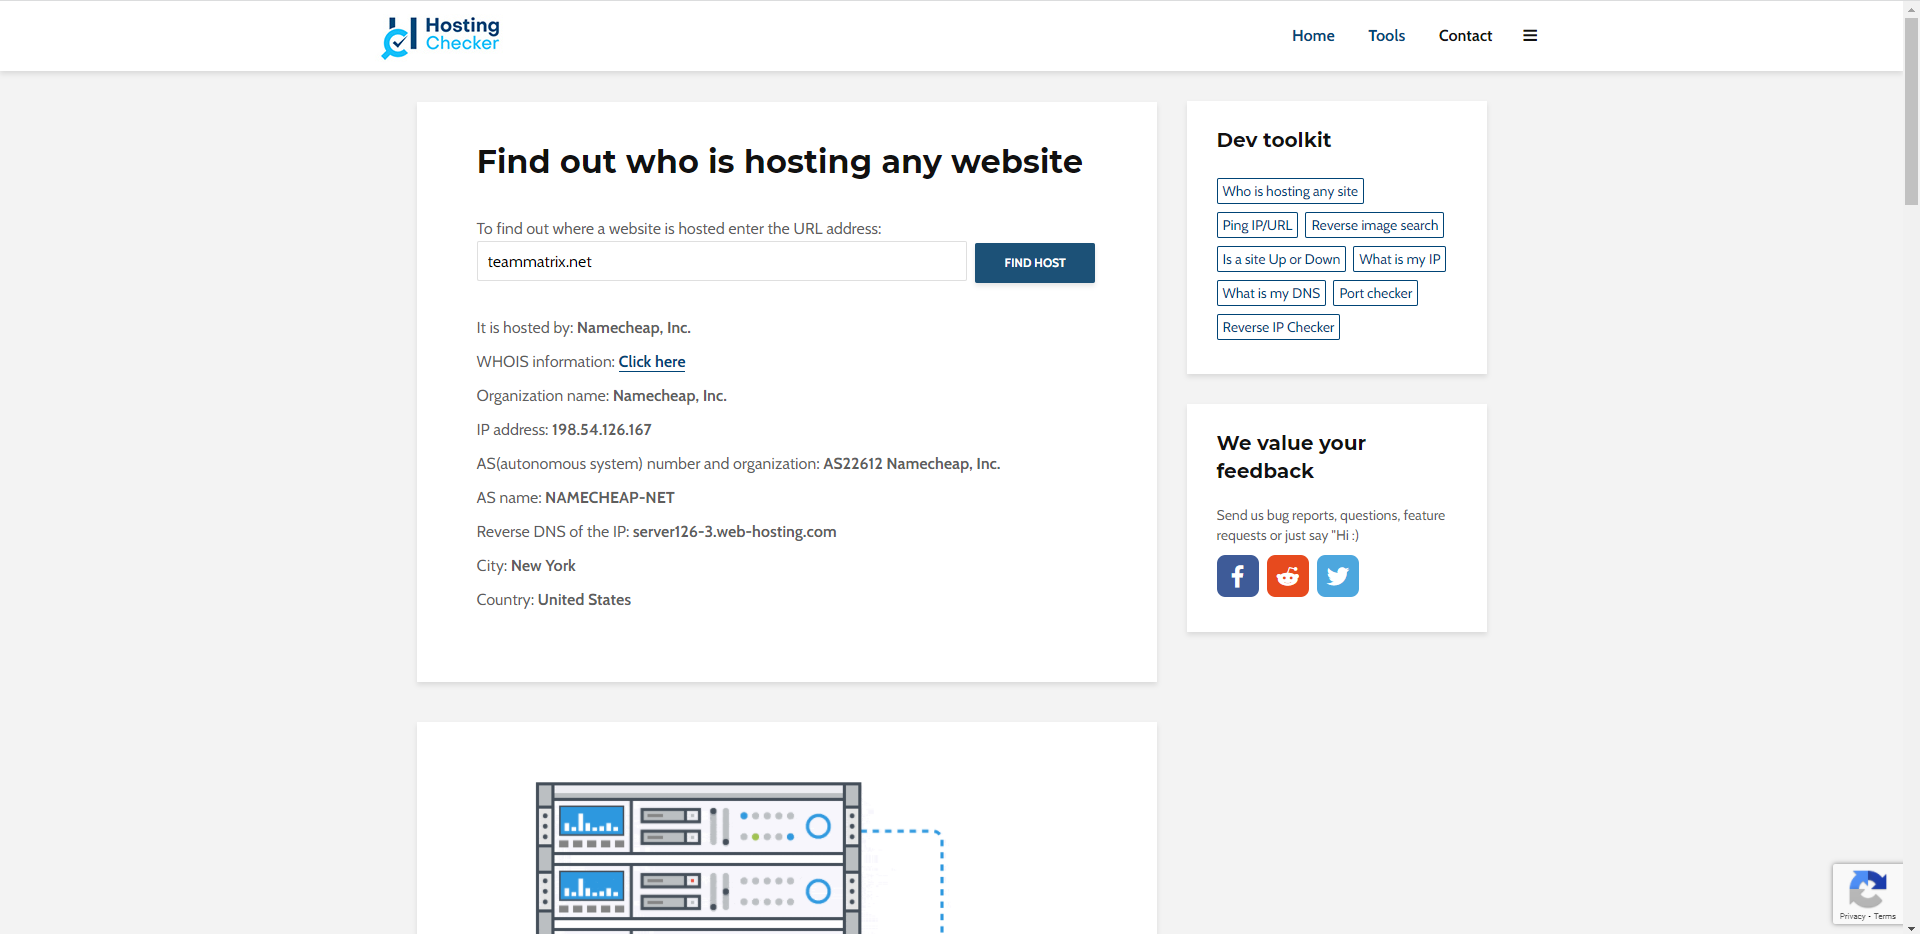 Hosting
Checker
Home
Tools
Contact
Find out who is hosting any website
To find out where a website is hosted enter the URL address:
teammatrix.net
FIND HOST
It is hosted by: Namecheap, Inc.
WHOIS information: Click here
Organization name: Namecheap, Inc.
IP address: 198.54.126.167
AS(autonomous system) number and organization: AS22612 Namecheap, Inc.
AS name: NAMECHEAP-NET
Reverse DNS of the IP: server126-3.web-hosting.com
City: New York
Country: United States
Dev toolkit
Who is hosting any site
Ping IP/URL
Reverse image search
Is a site Up or Down
What is my IP
What is my DNS
Port checker
Reverse IP Checker
We value your
feedback
Send us bug reports, questions, feature
requests or just say "Hi :)
Privacy - Terms